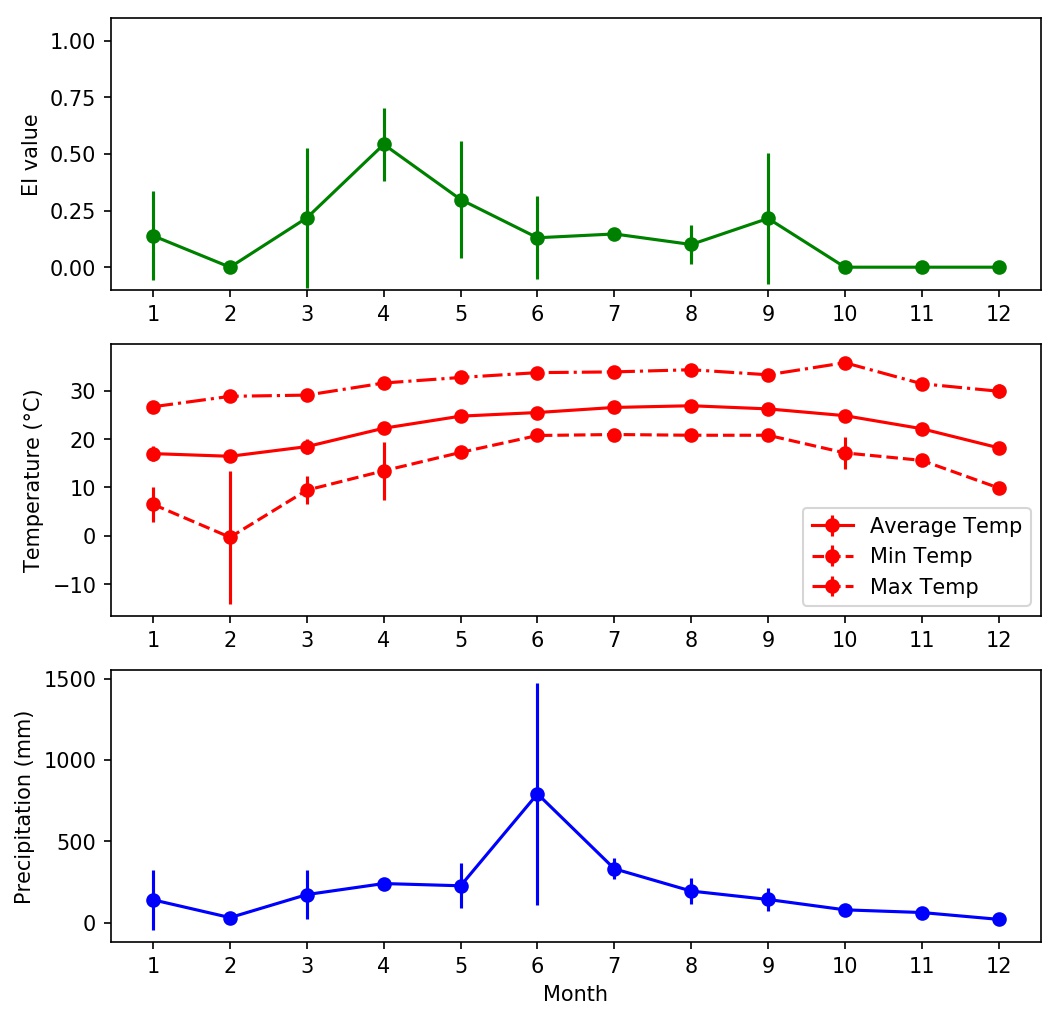 EI value
1.00
0.75
0.50
0.25
0.00
1 2 3 4 5 6 7 8 9 10 11 12
Temperature (°C)
30
20
10
0
−10
Average Temp
Min Temp
Max Temp
1 2 3 4 5 6 7 8 9 10 11 12
Precipitation (mm)
1500
1000
500
0
1 2 3 4 5 6 7 8 9 10 11 12
Month